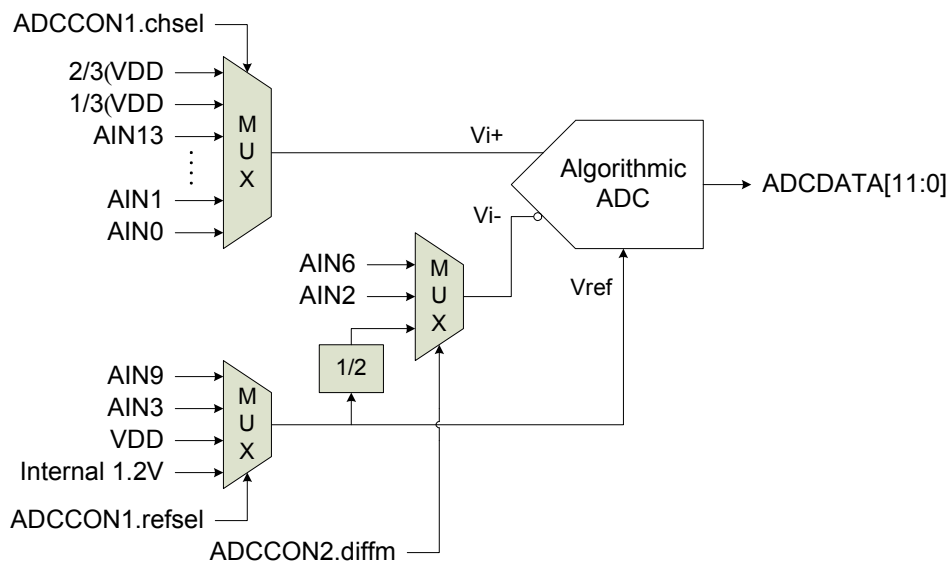 ADCCON1.chsel
2/3(VDD
1/3(VDD
AIN13
AIN1
AIN0
M
U
X
Vi+
Algorithmic
ADC
ADCDATA[11:0]
Vi-
AIN6
AIN2
M
U
X
Vref
1/2
AIN9
AIN3
VDD
Internal 1.2V
M
U
X
ADCCON1.refsel
ADCCON2.diffm